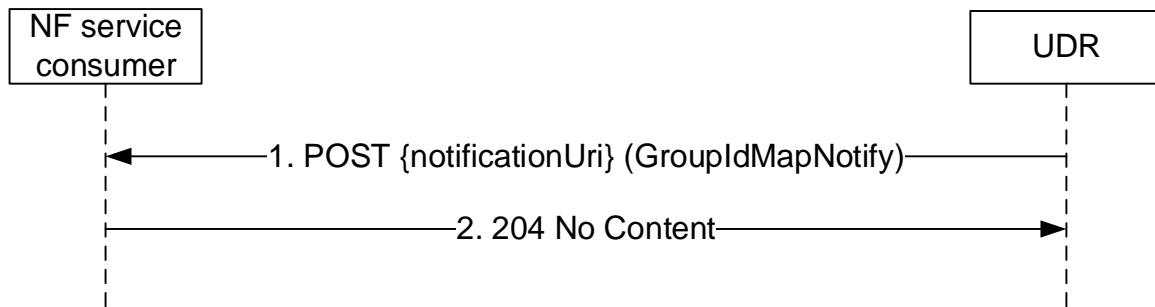 NF service
consumer
UDR
1. POST {notificationUri} (GroupIdMapNotify)
2. 204 No Content